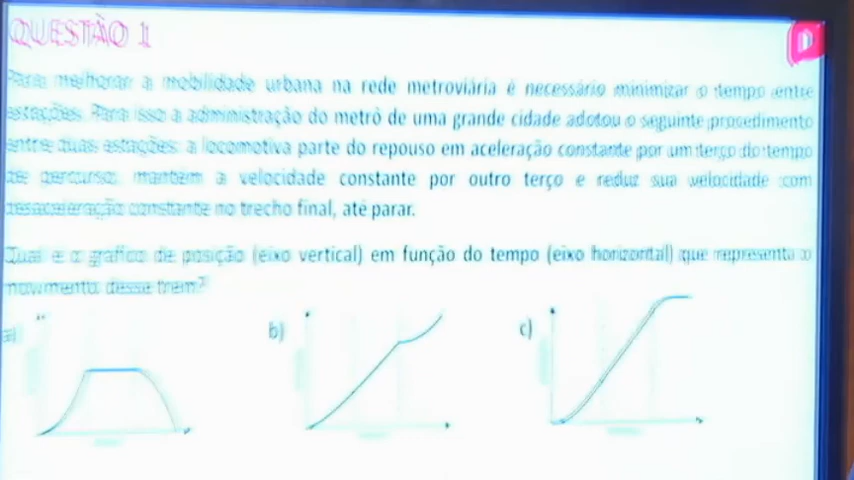 QUESTÃO 1
D
Para melhorar a mobilidade urbana na rede metroviária é necessário minimizar o tempo entre
estações. Para isso a administração do metrô de uma grande cidade adotou o seguinte procedimento
entre duas estações: a locomotiva parte do repouso em aceleração constante por um terço do tempo
de percurso, mantém a velocidade constante por outro terço e reduz sua velocidade com
desaceleração constante no trecho final, até parar.
Qual é o gráfico de posição (eixo vertical) em função do tempo (eixo horizontal) que representa o
movimento desse trem?
a)
b)
c)